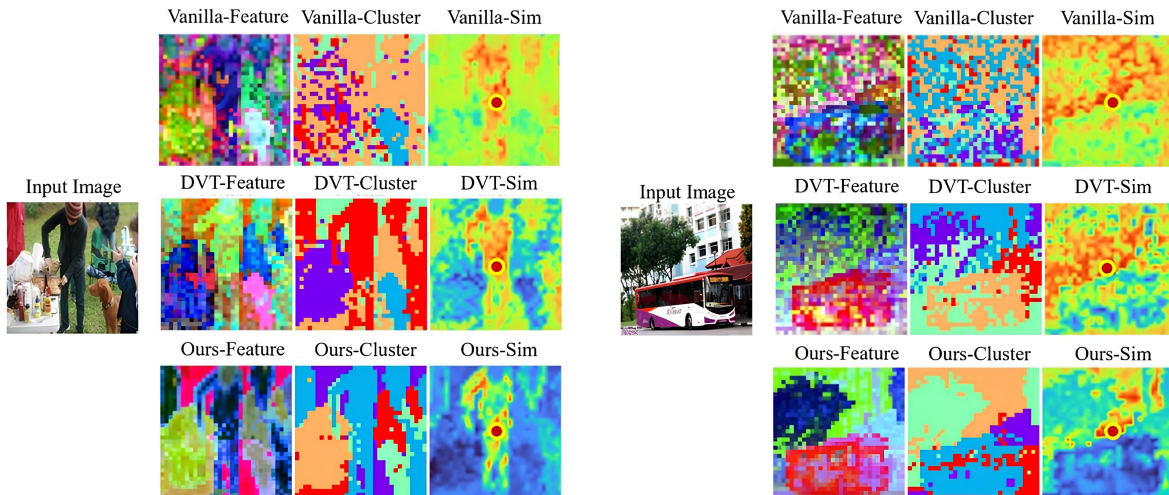 Vanilla-Feature Vanilla-Cluster Vanilla-Sim
DVT-Feature DVT-Cluster DVT-Sim
Input Image
Ours-Feature Ours-Cluster Ours-Sim
Vanilla-Feature Vanilla-Cluster Vanilla-Sim
DVT-Feature DVT-Cluster DVT-Sim
Input Image
Ours-Feature Ours-Cluster Ours-Sim